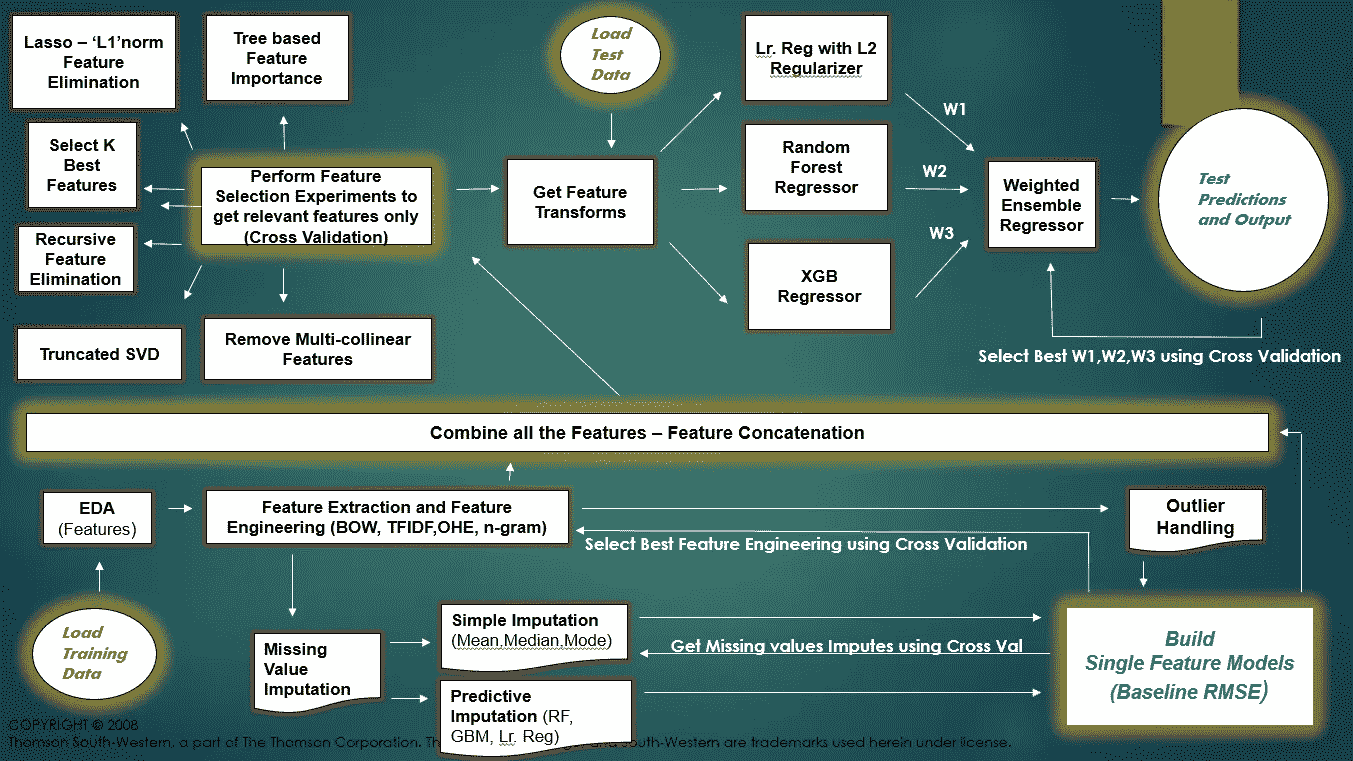 Lasso – ‘L1’norm
Feature
Elimination
Tree based
Feature
Importance
Load
Test
Data
Lr. Reg with L2
Regularizer
W1
Select K
Best
Features
Perform Feature
Selection Experiments to
get relevant features only
(Cross Validation)
Get Feature
Transforms
Random
Forest
Regressor
W2
Weighted
Ensemble
Regressor
Test
Predictions
and Output
Recursive
Feature
Elimination
W3
XGB
Regressor
Truncated SVD
Remove Multi-collinear
Features
Select Best W1,W2,W3 using Cross Validation
Combine all the Features – Feature Concatenation
EDA
(Features)
Feature Extraction and Feature
Engineering (BOW, TFIDF,OHE, n-gram)
Outlier
Handling
Select Best Feature Engineering using Cross Validation
Load
Training
Data
Missing
Value
Imputation
Simple Imputation
(Mean,Median,Mode)
Get Missing values Imputes using Cross Val
Predictive
Imputation (RF,
GBM, Lr. Reg)
Build
Single Feature Models
(Baseline RMSE)
COPYRIGHT © 2008
Thomson South-Western, a part of The Thomson Corporation. South-Western are trademarks used herein under license.